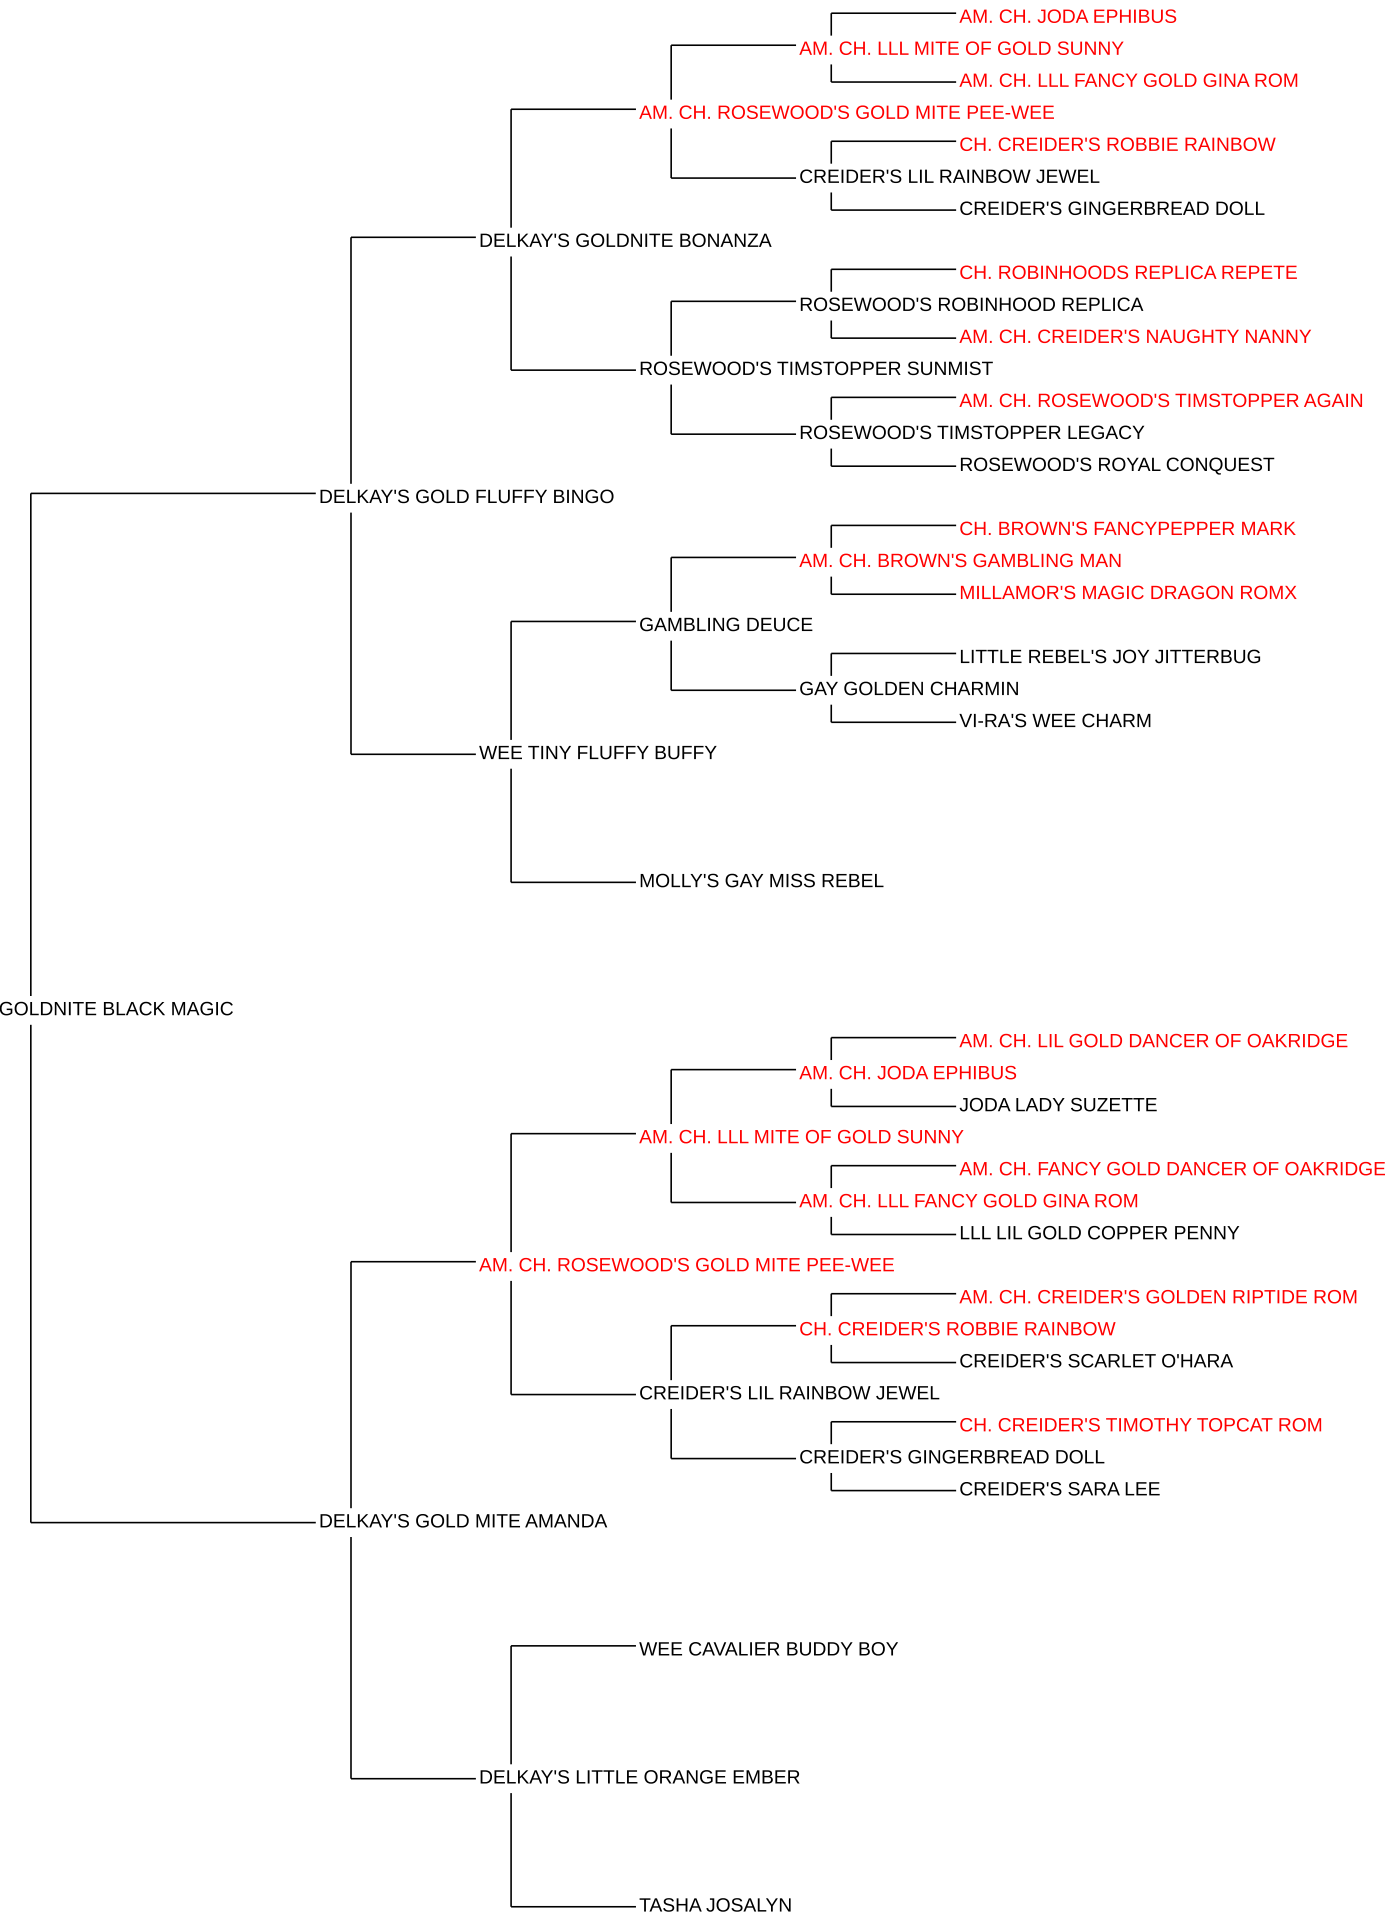 AM. CH. JODA EPHIBUS
AM. CH. LLL MITE OF GOLD SUNNY
AM. CH. LLL FANCY GOLD GINA ROM
AM. CH. ROSEWOOD'S GOLD MITE PEE-WEE
CH. CREIDER'S ROBBIE RAINBOW
CREIDER'S LIL RAINBOW JEWEL
CREIDER'S GINGERBREAD DOLL
DELKAY'S GOLDNITE BONANZA
CH. ROBINHOODS REPLICA REPETE
ROSEWOOD'S ROBINHOOD REPLICA
AM. CH. CREIDER'S NAUGHTY NANNY
ROSEWOOD'S TIMSTOPPER SUNMIST
AM. CH. ROSEWOOD'S TIMSTOPPER AGAIN
ROSEWOOD'S TIMSTOPPER LEGACY
ROSEWOOD'S ROYAL CONQUEST
DELKAY'S GOLD FLUFFY BINGO
CH. BROWN'S FANCYPEPPER MARK
AM. CH. BROWN'S GAMBLING MAN
MILLAMOR'S MAGIC DRAGON ROMX
GAMBLING DEUCE
LITTLE REBEL'S JOY JITTERBUG
GAY GOLDEN CHARMIN
VI-RA'S WEE CHARM
WEE TINY FLUFFY BUFFY
MOLLY'S GAY MISS REBEL
GOLDNITE BLACK MAGIC
AM. CH. LIL GOLD DANCER OF OAKRIDGE
AM. CH. JODA EPHIBUS
JODA LADY SUZETTE
AM. CH. LLL MITE OF GOLD SUNNY
AM. CH. FANCY GOLD DANCER OF OAKRIDGE
AM. CH. LLL FANCY GOLD GINA ROM
LLL LIL GOLD COPPER PENNY
AM. CH. ROSEWOOD'S GOLD MITE PEE-WEE
AM. CH. CREIDER'S GOLDEN RIPTIDE ROM
CH. CREIDER'S ROBBIE RAINBOW
CREIDER'S SCARLET O'HARA
CREIDER'S LIL RAINBOW JEWEL
CH. CREIDER'S TIMOTHY TOPCAT ROM
CREIDER'S GINGERBREAD DOLL
CREIDER'S SARA LEE
DELKAY'S GOLD MITE AMANDA
WEE CAVALIER BUDDY BOY
DELKAY'S LITTLE ORANGE EMBER
TASHA JOSALYN